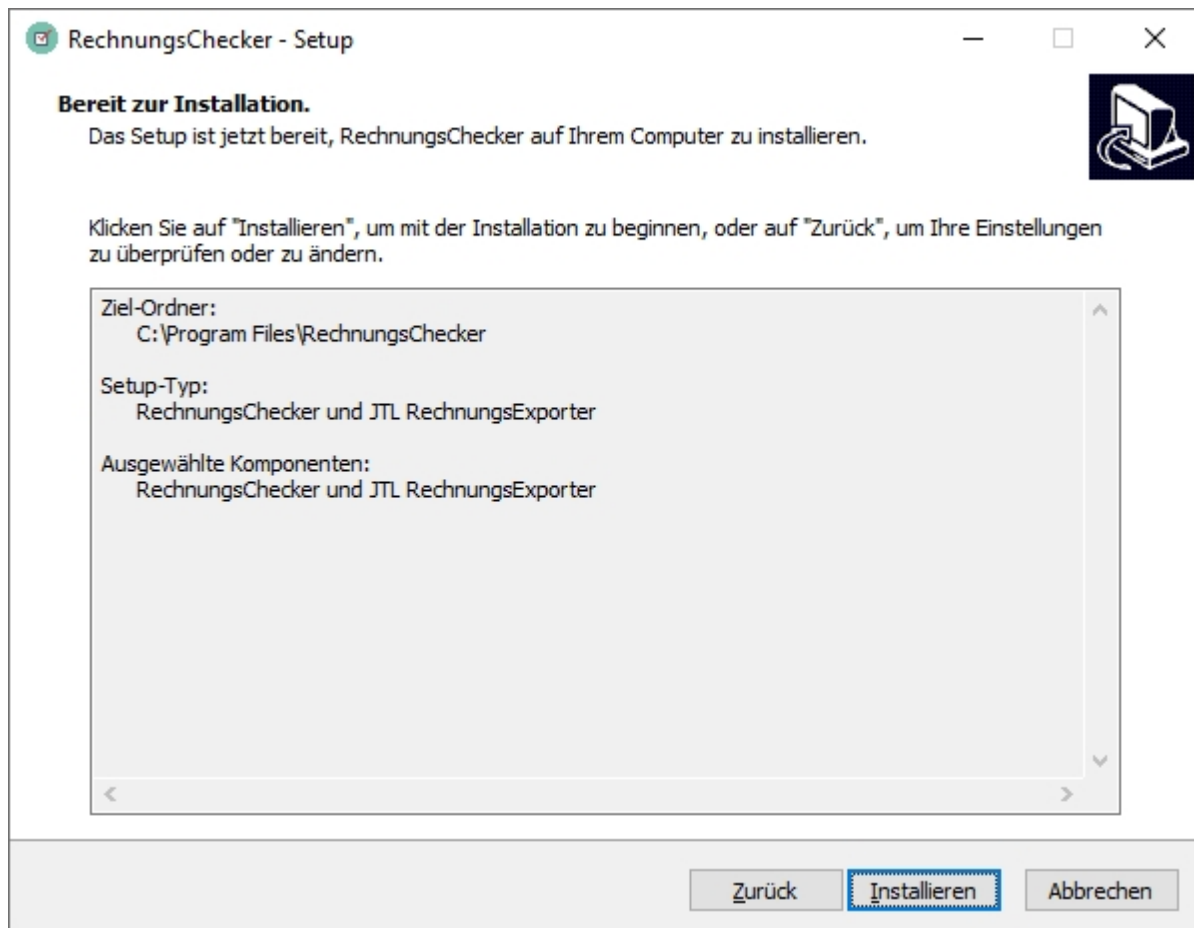 RechnungsChecker - Setup
Bereit zur Installation.
Das Setup ist jetzt bereit, RechnungsChecker auf Ihrem Computer zu installieren.
Klicken Sie auf "Installieren", um mit der Installation zu beginnen, oder auf "Zurück", um Ihre Einstellungen
zu überprüfen oder zu ändern.
Ziel-Ordner:
C:\Program Files\RechnungsChecker
Setup-Typ:
RechnungsChecker und JTL RechnungsExporter
Ausgewählte Komponenten:
RechnungsChecker und JTL RechnungsExporter
Zurück Installieren Abbrechen